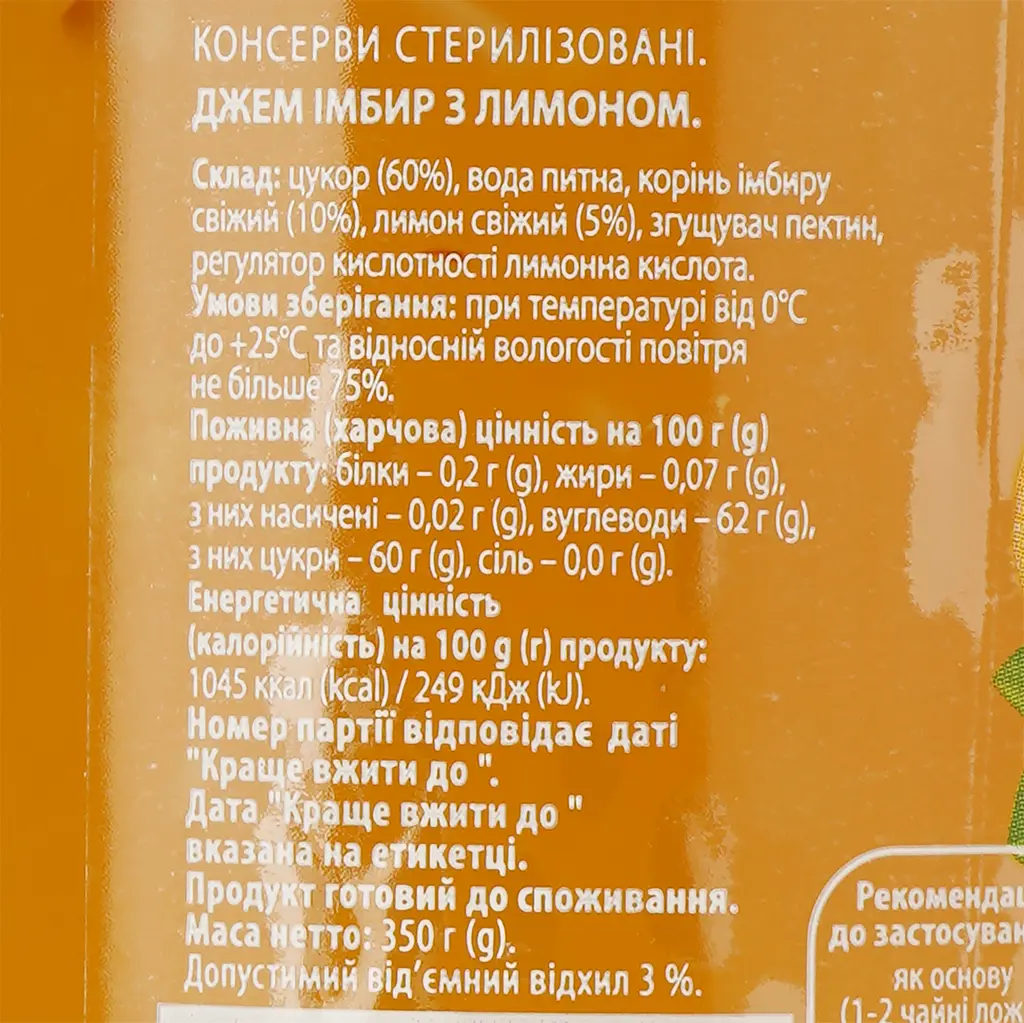 КОНСЕРВИ СТЕРИЛІЗОВАНІ.
ДЖЕМ ІМБИР З ЛИМОНОМ.
Склад: цукор (60%), вода питна, корінь імбиру
свіжий (10%), лимон свіжий (5%), згущувач пектин,
регулятор кислотності лимонна кислота.
Умови зберігання: при температурі від 0°С
до +25°С та відносній вологості повітря
не більше 75%.
Поживна (харчова) цінність на 100 г (g)
продукту: білки – 0,2 г (g), жири – 0,07 г (g),
з них насичені – 0,02 г (g), вуглеводи – 62 г (g),
з них цукри – 60 г (g), сіль – 0,0 г (g).
Енергетична цінність
(калорійність) на 100 g (г) продукту:
1045 ккал (kcal) / 249 кДж (kJ).
Номер партії відповідає даті
"Краще вжити до ".
Дата "Краще вжити до "
вказана на етикетці.
Продукт готовий до споживання.
Маса нетто: 350 г (g).
Допустимий від'ємний відхил 3 %.
Рекомендац
до застосуван
як основу
(1-2 чайні лож